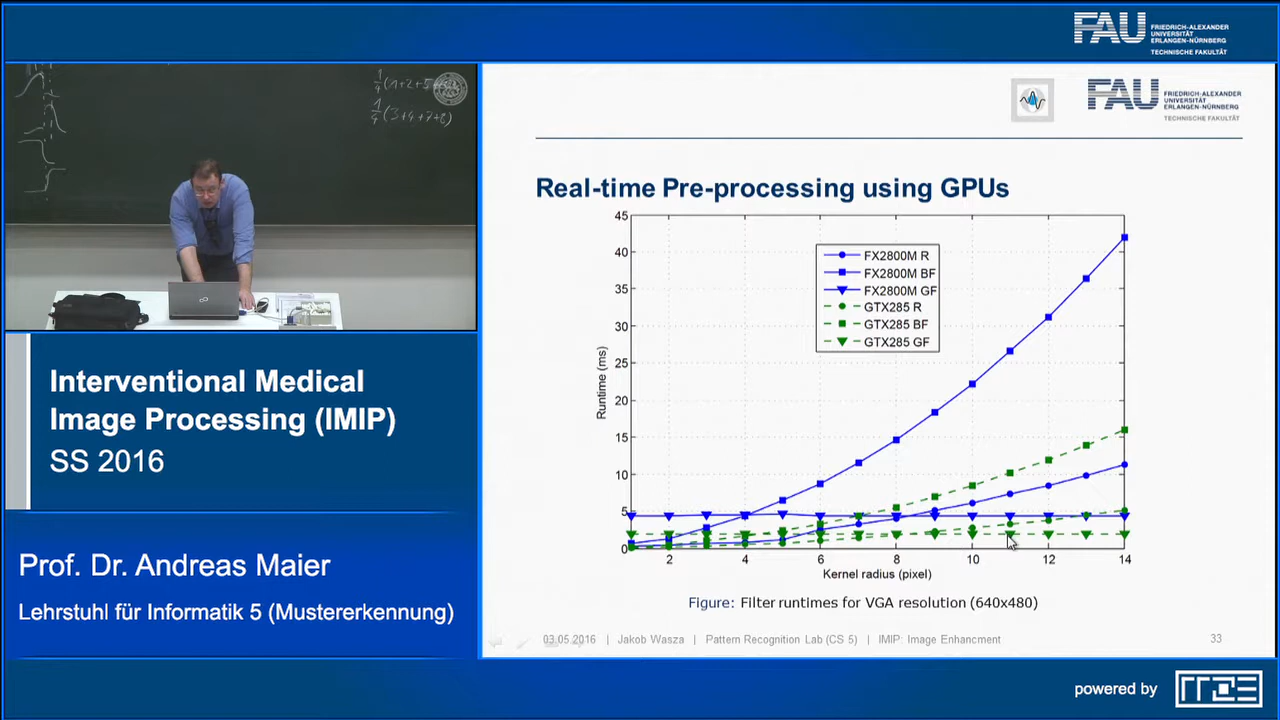 FAU
FRIEDRICH-ALEXANDER
UNIVERSITÄT
ERLANGEN-NÜRNBERG
TECHNISCHE FAKULTÄT
FAU
FRIEDRICH-ALEXANDER
UNIVERSITÄT
ERLANGEN-NÜRNBERG
TECHNISCHE FAKULTÄT
Real-time Pre-processing using GPUs
45
40
35
30
25
20
15
10
5
0
Runtime (ms)
FX2800M R
FX2800M BF
FX2800M GF
GTX285 R
GTX285 BF
GTX285 GF
2 4 6 8 10 12 14
Kernel radius (pixel)
Figure: Filter runtimes for VGA resolution (640x480)
03.05.2016 | Jakob Wasza | Pattern Recognition Lab (CS 5) | IMIP: Image Enhancment
33
Interventional Medical
Image Processing (IMIP)
SS 2016
Prof. Dr. Andreas Maier
Lehrstuhl für Informatik 5 (Mustererkennung)
powered by